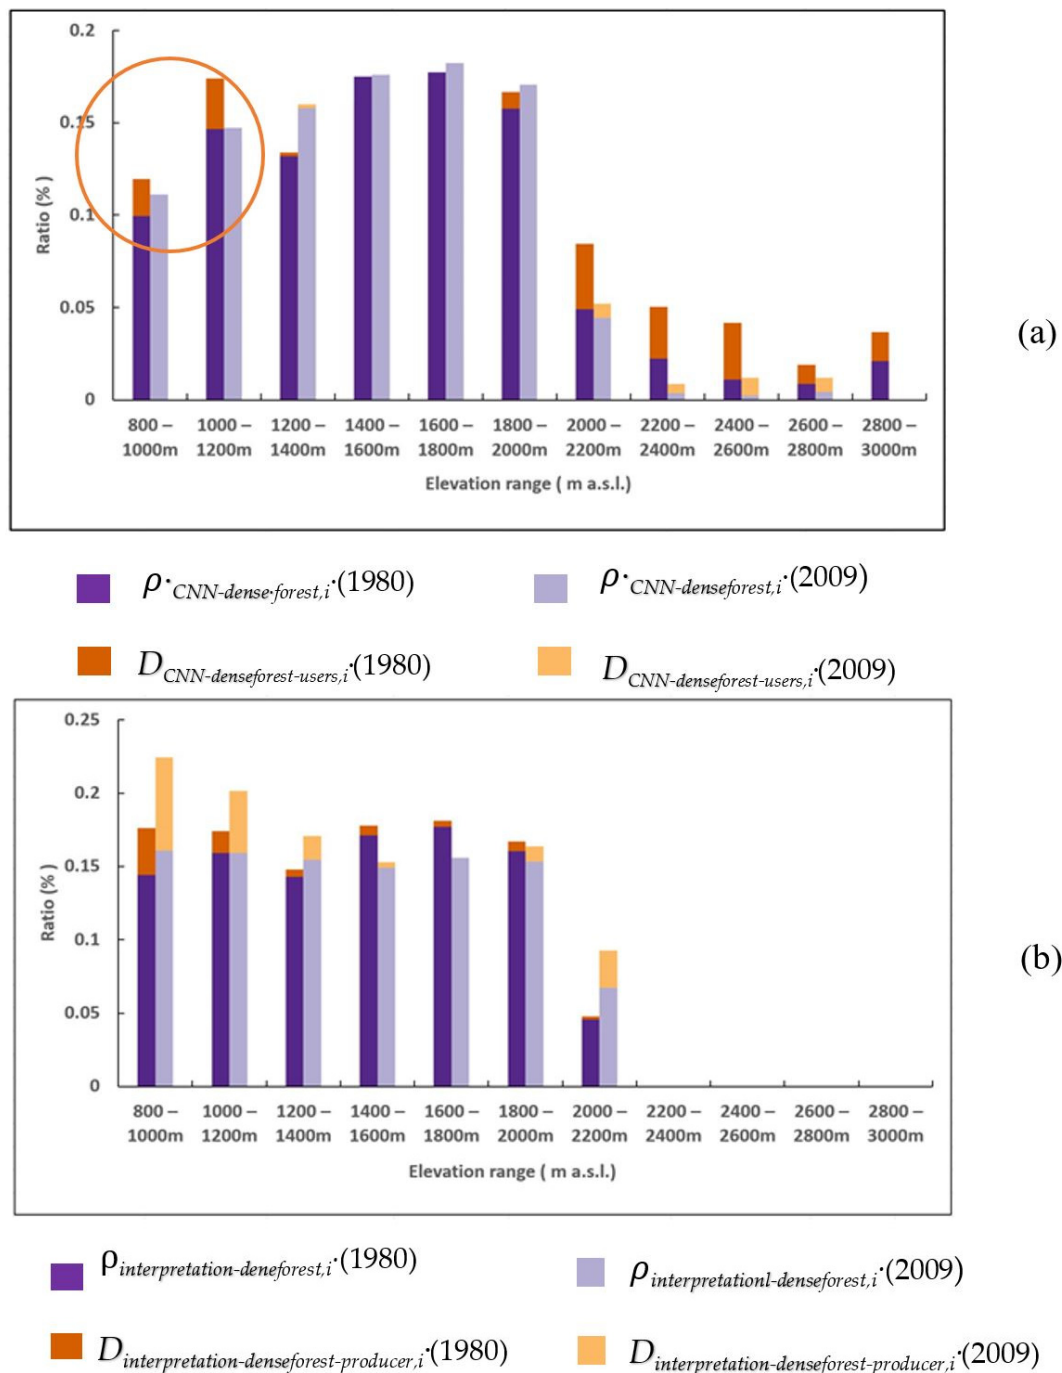 0.2
0.15
0.1
0.05
0
Ratio (% )
800 – 1000 – 1200 – 1400 – 1600 – 1800 – 2000 – 2200 – 2400 – 2600 – 2800 –
1000m 1200m 1400m 1600m 1800m 2000m 2200m 2400m 2600m 2800m 3000m
Elevation range ( m a.s.l.)
(a)
ρ·CNN-dense·forest,i·(1980) ρ·CNN-denseforest,i·(2009)
DCNN-denseforest-users,i·(1980) DCNN-denseforest-users,i·(2009)
0.25
0.2
0.15
0.1
0.05
0
Ratio (% )
800 – 1000 – 1200 – 1400 – 1600 – 1800 – 2000 – 2200 – 2400 – 2600 – 2800 –
1000m 1200m 1400m 1600m 1800m 2000m 2200m 2400m 2600m 2800m 3000m
Elevation range ( m a.s.l.)
(b)
ρinterpretation-deneforest,i·(1980) ρinterpretationl-denseforest,i·(2009)
Dinterpretation-denseforest-producer,i·(1980) Dinterpretation-denseforest-producer,i·(2009)